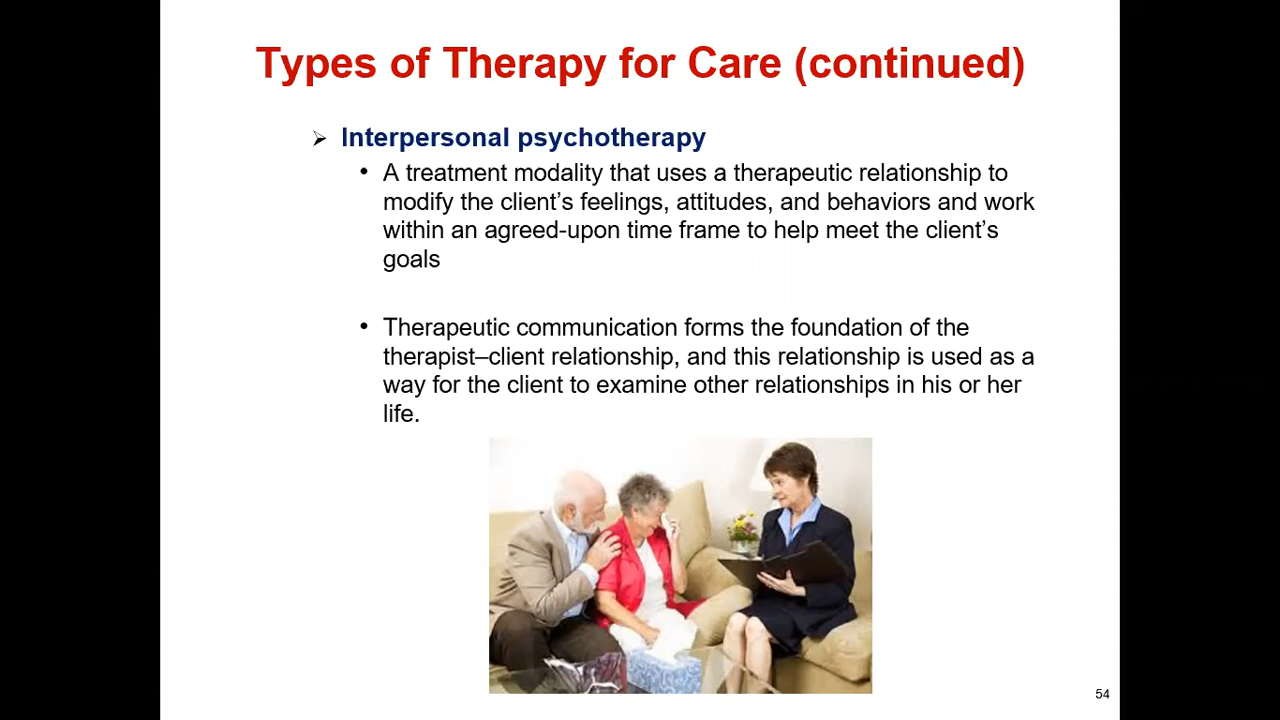 Types of Therapy for Care (continued)
➢ Interpersonal psychotherapy
• A treatment modality that uses a therapeutic relationship to
modify the client’s feelings, attitudes, and behaviors and work
within an agreed-upon time frame to help meet the client’s
goals
• Therapeutic communication forms the foundation of the
therapist–client relationship, and this relationship is used as a
way for the client to examine other relationships in his or her
life.
54